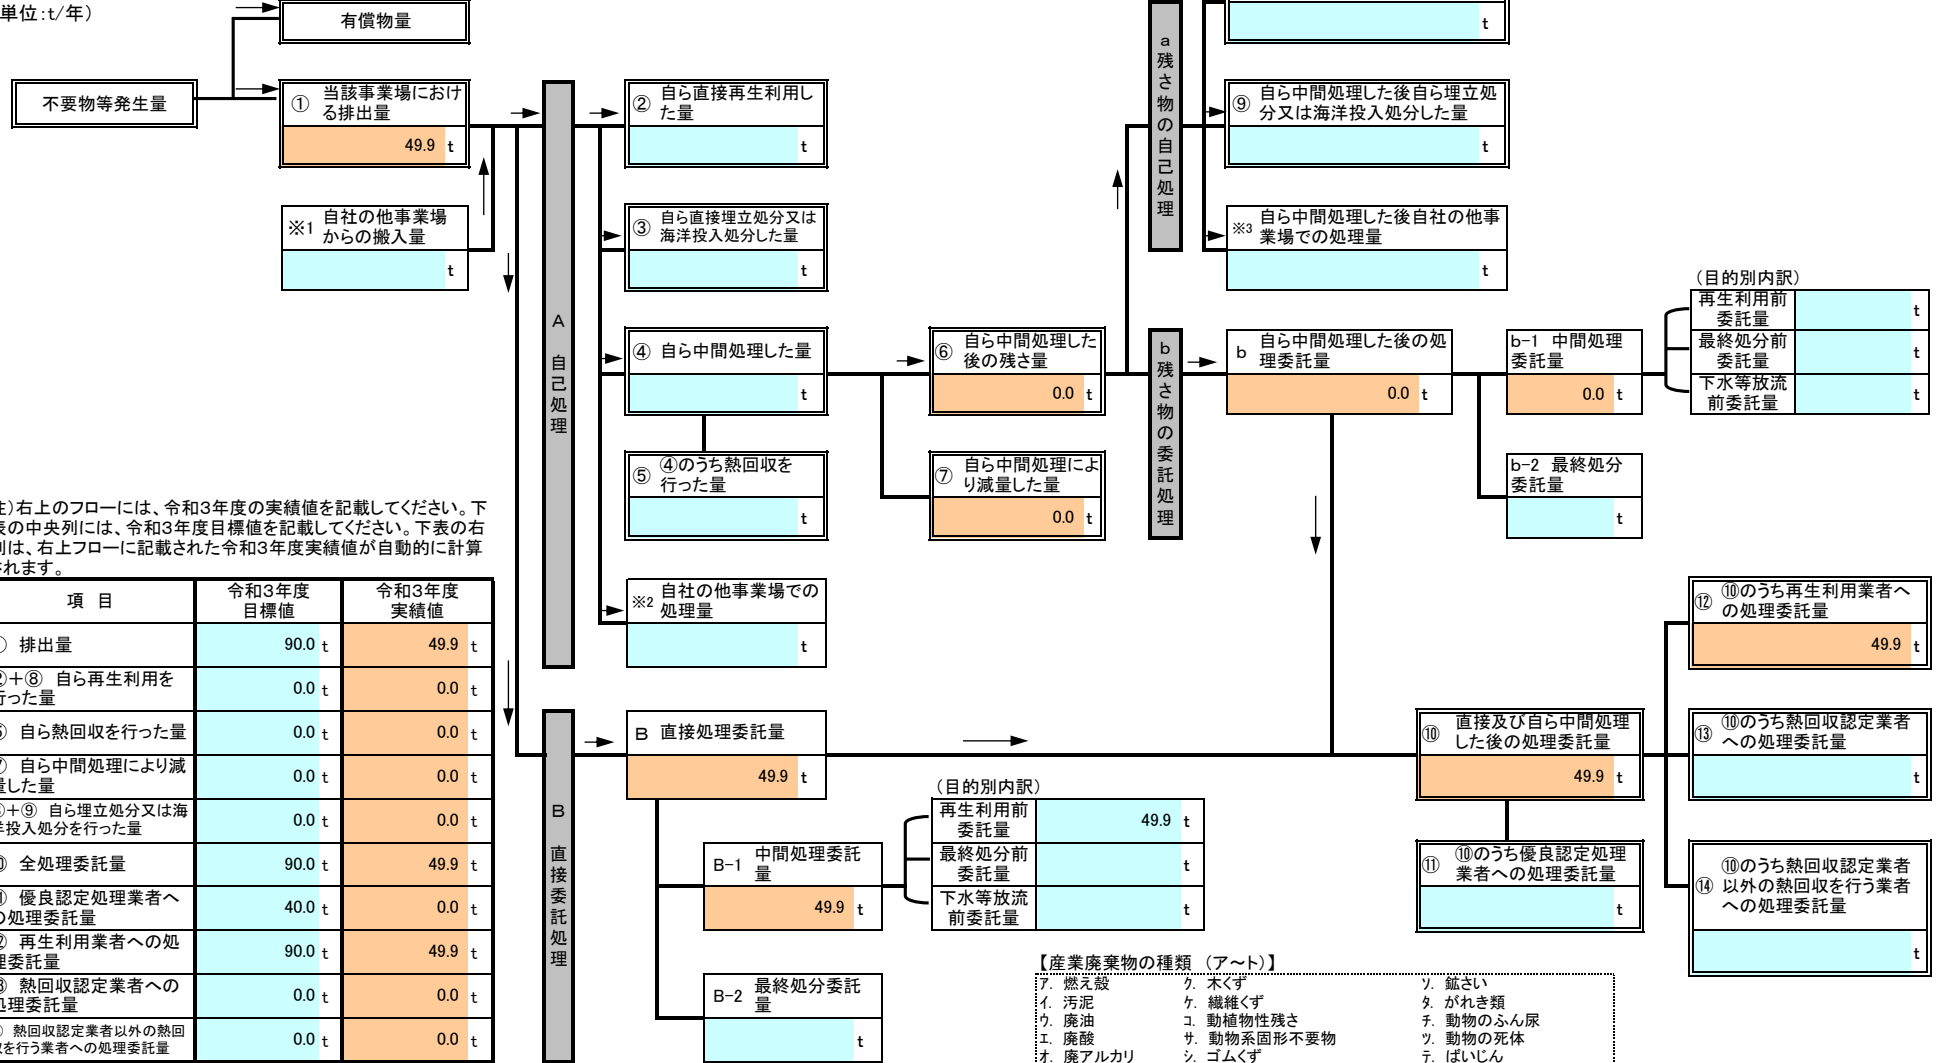 単位:t/年）
有償物量
t
不要物等発生量
① 当該事業場におけ
る排出量
49.9 t
※1 自社の他事業場
からの搬入量
t
A 自己処理
② 自ら直接再生利用し
た量
t
③ 自ら直接埋立処分又は
海洋投入処分した量
t
④ 自ら中間処理した量
t
⑤ ④のうち熱回収を
行った量
t
※2 自社の他事業場での
処理量
t
⑥ 自ら中間処理した
後の残さ量
0.0 t
⑦ 自ら中間処理によ
り減量した量
0.0 t
a残さ物の自己処理
⑨ 自ら中間処理した後自ら埋立処
分又は海洋投入処分した量
t
※3 自ら中間処理した後自社の他事
業場での処理量
t
b残さ物の委託処理
b 自ら中間処理した後の処
理委託量
0.0 t
b-1 中間処理
委託量
0.0 t
b-2 最終処分
委託量
t
（目的別内訳）
再生利用前
委託量
t
最終処分前
委託量
t
下水等放流
前委託量
t
注）右上のフローには、令和3年度の実績値を記載してください。下
表の中央列には、令和3年度目標値を記載してください。下表の右
列は、右上フローに記載された令和3年度実績値が自動的に計算
されます。
項 目 令和3年度
目標値 令和3年度
実績値
① 排出量 90.0 t 49.9 t
②+⑧ 自ら再生利用を
行った量 0.0 t 0.0 t
⑤ 自ら熱回収を行った量 0.0 t 0.0 t
⑦ 自ら中間処理により減
量した量 0.0 t 0.0 t
③+⑨ 自ら埋立処分又は海
洋投入処分を行った量 0.0 t 0.0 t
⑩ 全処理委託量 90.0 t 49.9 t
⑪ 優良認定処理業者へ
の処理委託量 40.0 t 0.0 t
⑫ 再生利用業者への処
理委託量 90.0 t 49.9 t
⑬ 熱回収認定業者への
処理委託量 0.0 t 0.0 t
⑭ 熱回収認定業者以外の熱回
収を行う業者への処理委託量 0.0 t 0.0 t
B 直接委託処理
B 直接処理委託量
49.9 t
B-1 中間処理委託
量
49.9 t
B-2 最終処分委託
量
t
（目的別内訳）
再生利用前
委託量
49.9 t
最終処分前
委託量
t
下水等放流
前委託量
t
⑩ 直接及び自ら中間処理
した後の処理委託量
49.9 t
⑪ ⑩のうち優良認定処理
業者への処理委託量
t
⑫ ⑩のうち再生利用業者へ
の処理委託量
49.9 t
⑬ ⑩のうち熱回収認定業者
への処理委託量
t
⑭ ⑩のうち熱回収認定業者
以外の熱回収を行う業者
への処理委託量
t
【産業廃棄物の種類 （ア～ト）】
ア. 燃え殻 ク. 木くず ソ. 鉱さい
イ. 汚泥 ケ. 繊維くず タ. がれき類
ウ. 廃油 コ. 動植物性残さ チ. 動物のふん尿
エ. 廃酸 サ. 動物系固形不要物 ツ. 動物の死体
オ. 廃アルカリ シ. ゴムくず テ. ばいじん